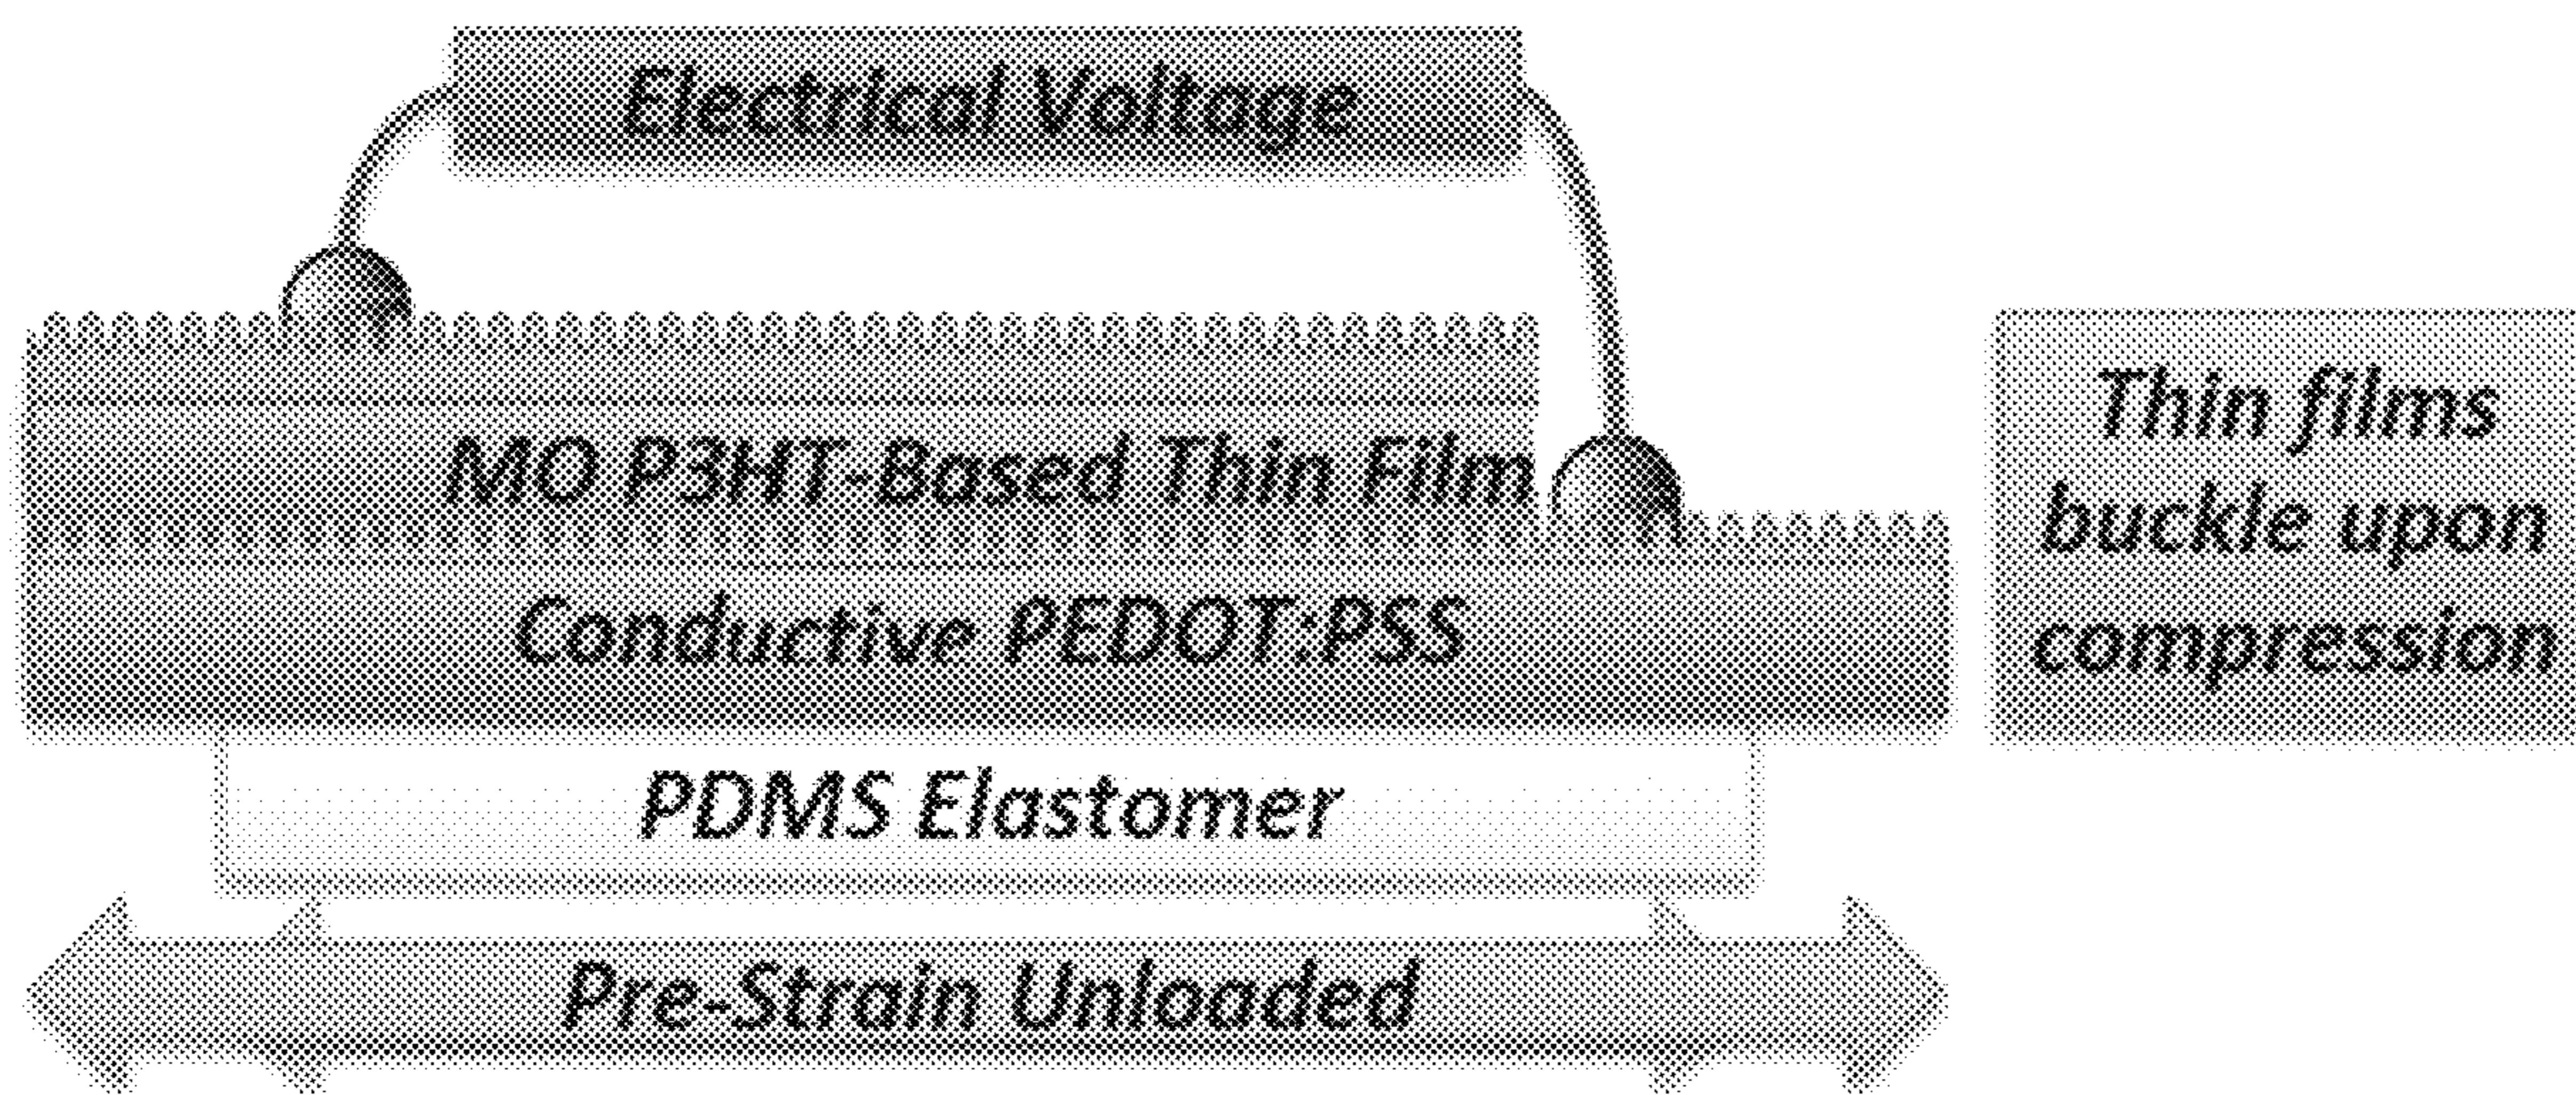 Electrical Voltage
MO P3HT-Based Thin Film
Conductive PEDOT:PSS
PDMS Elastomer
Pre-Strain Unloaded
Thin films
buckle upon
compression